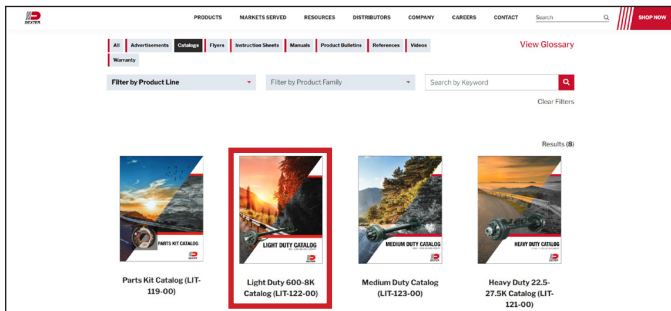 DEXTER
PRODUCTS MARKETS SERVED RESOURCES DISTRIBUTORS COMPANY CAREERS CONTACT Search SHOP NOW
All Advertisements Catalogs Flyers Instruction Sheets Manuals Product Bulletins References Videos
Warranty
View Glossary
Filter by Product Line Filter by Product Family Search by Keyword
Clear Filters
Results (8)
PARTS KIT CATALOG
LIGHT DUTY CATALOG
MEDIUM DUTY CATALOG
HEAVY DUTY CATALOG
Parts Kit Catalog (LIT-
119-00)
Light Duty 600-8K
Catalog (LIT-122-00)
Medium Duty Catalog
(LIT-123-00)
Heavy Duty 22.5-
27.5K Catalog (LIT-
121-00)